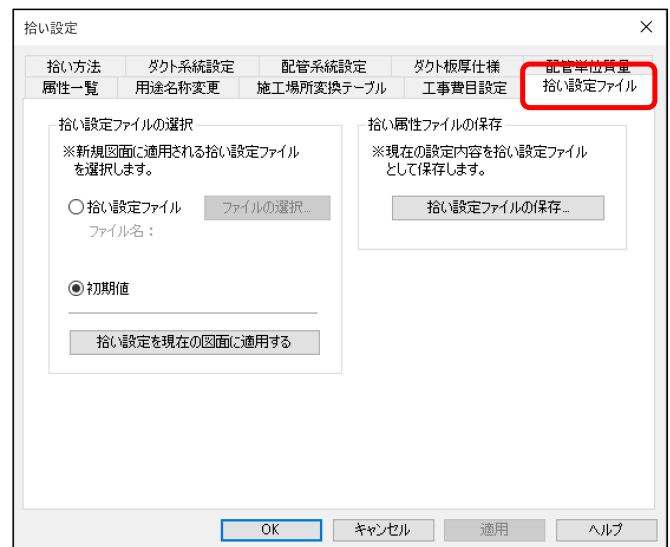 拾い設定
拾い方法 ダクト系統設定 配管系統設定 ダクト板厚仕様 配管単位質量
属性一覧 用途名称変更 施工場所変換テーブル 工事費目設定 拾い設定ファイル
拾い設定ファイルの選択
※新規図面に適用される拾い設定ファイル
を選択します。
拾い設定ファイル ファイルの選択...
ファイル名：
初期値
拾い設定を現在の図面に適用する
拾い属性ファイルの保存
※現在の設定内容を拾い設定ファイル
として保存します。
拾い設定ファイルの保存...
OK キャンセル 適用 ヘルプ